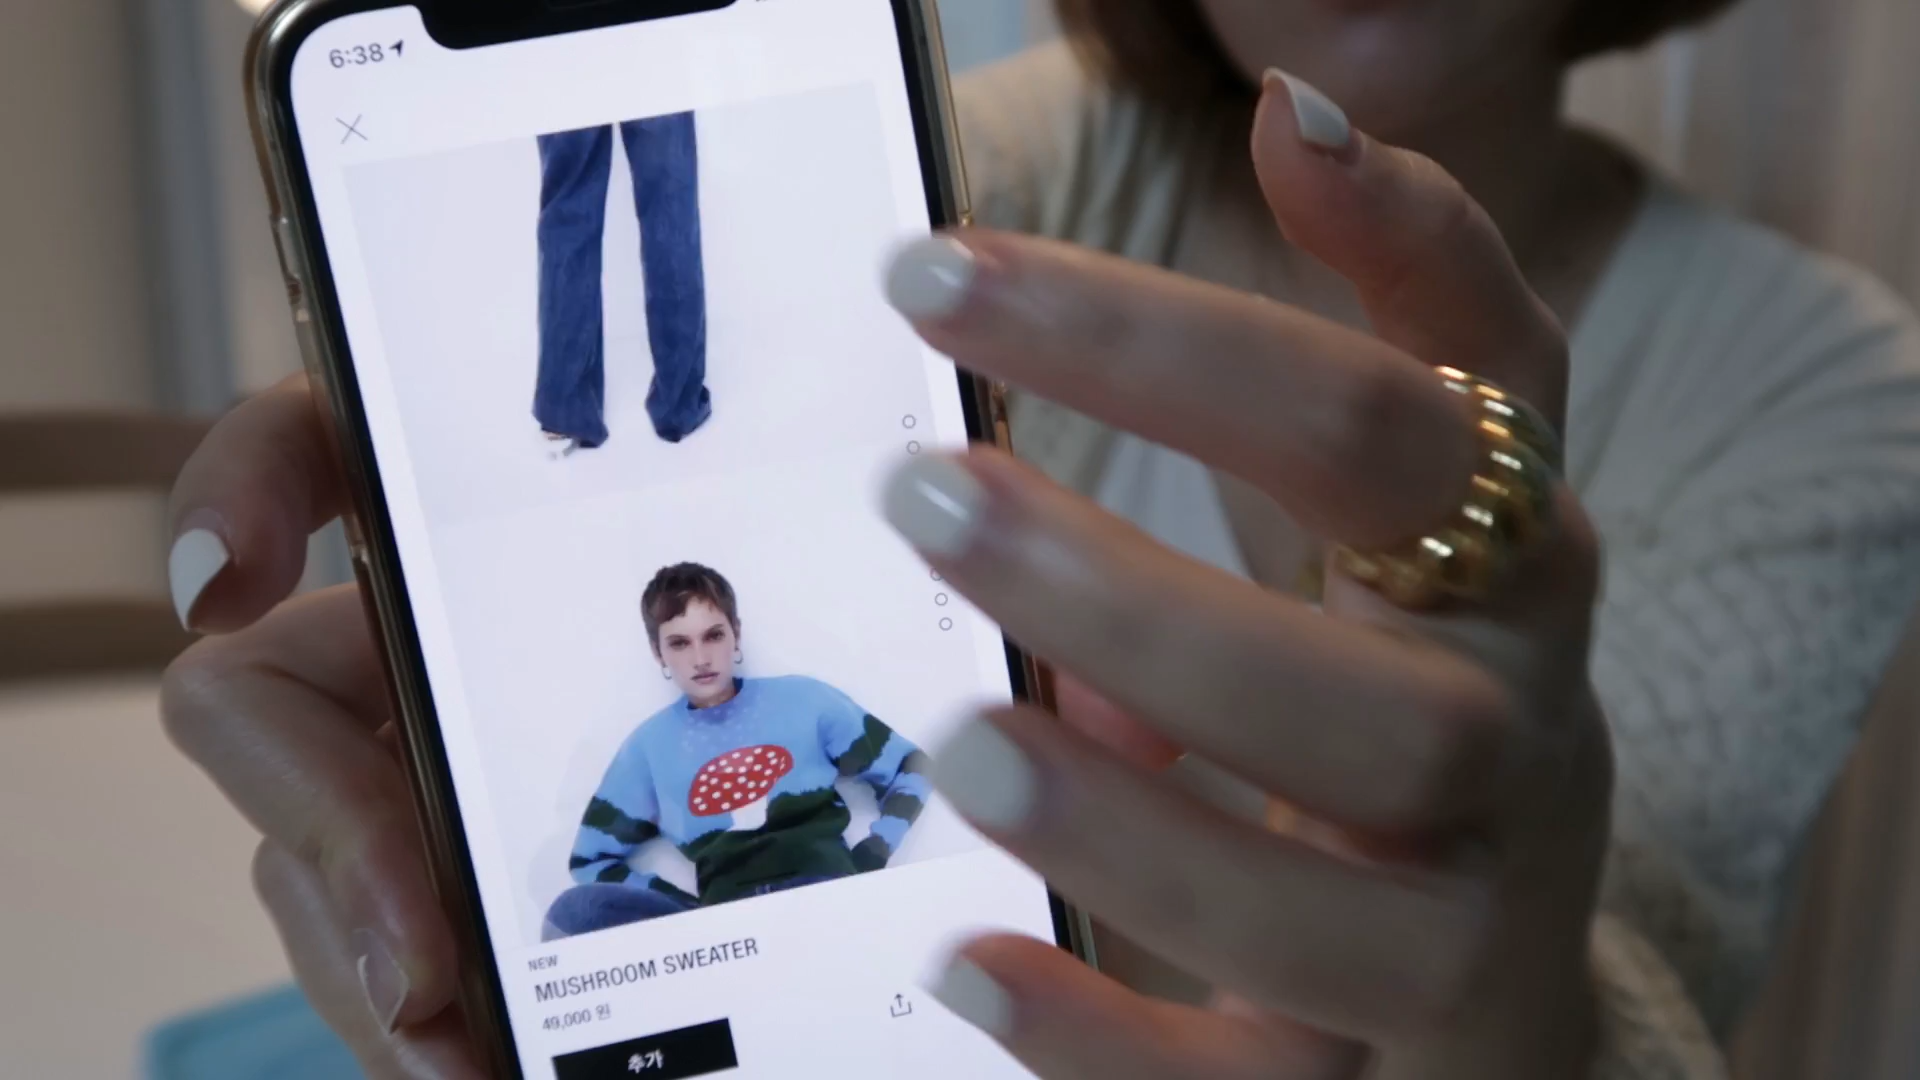 6:38
NEW
MUSHROOM SWEATER
49,000 원
추가